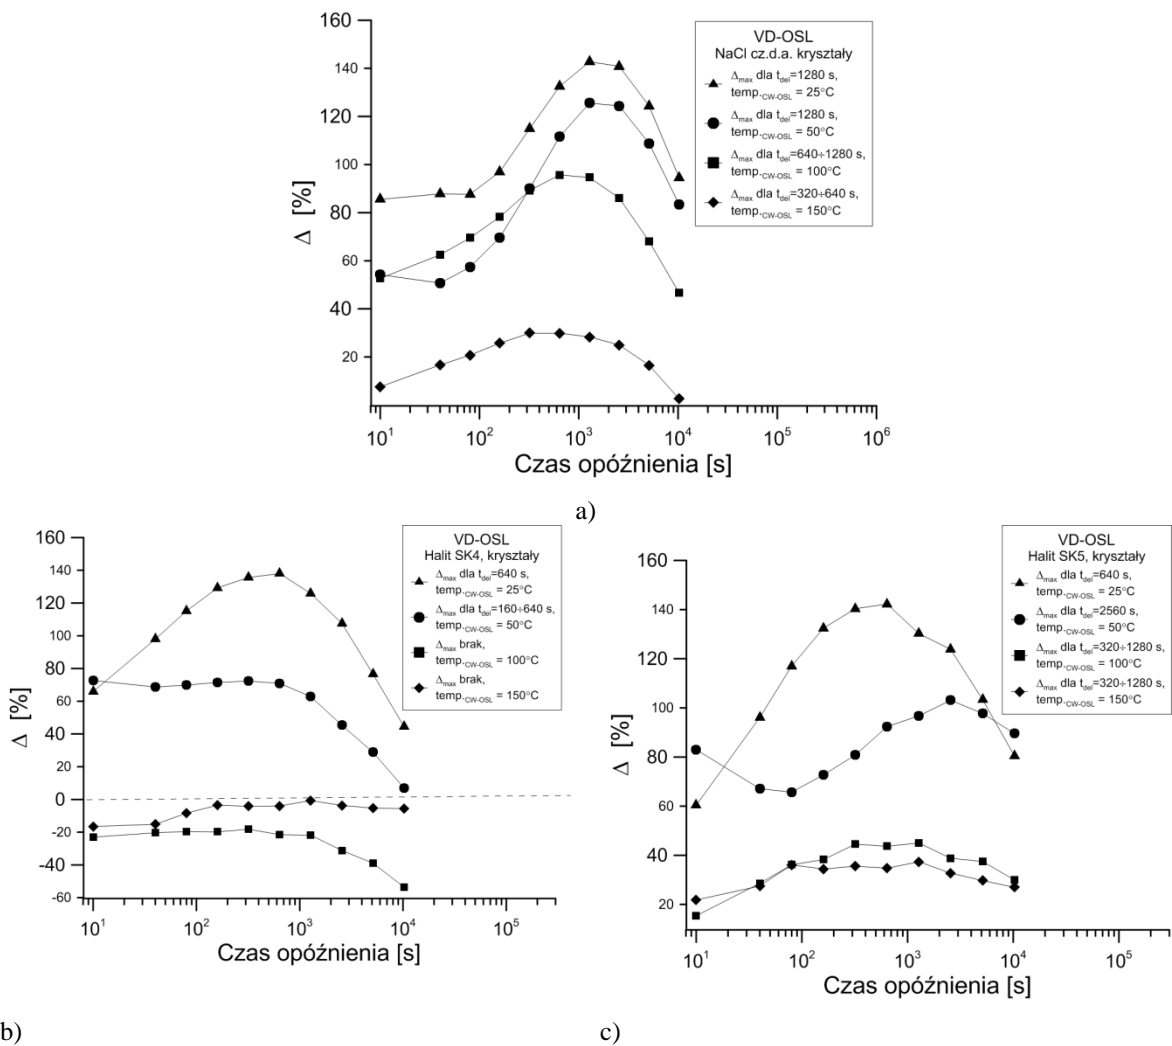 VD-OSL
NaCl cz.d.a. kryształy
Δmax dla tdel=1280 s,
temp.CW-OSL = 25°C
Δmax dla tdel=1280 s,
temp.CW-OSL = 50°C
Δmax dla tdel=640÷1280 s,
temp.CW-OSL = 100°C
Δmax dla tdel=320÷640 s,
temp.CW-OSL = 150°C
160
140
120
100
80
60
40
20
Δ [%]
10¹ 10² 10³ 10⁴ 10⁵ 10⁶
Czas opóźnienia [s]
a)
VD-OSL
Halit SK4, kryształy
Δmax dla tdel=640 s,
temp.CW-OSL = 25°C
Δmax dla tdel=160÷640 s,
temp.CW-OSL = 50°C
Δmax brak,
temp.CW-OSL = 100°C
Δmax brak,
temp.CW-OSL = 150°C
160
140
120
100
80
60
40
20
0
-20
-40
-60
Δ [%]
10¹ 10² 10³ 10⁴ 10⁵
Czas opóźnienia [s]
b)
VD-OSL
Halit SK5, kryształy
Δmax dla tdel=640 s,
temp.CW-OSL = 25°C
Δmax dla tdel=2560 s,
temp.CW-OSL = 50°C
Δmax dla tdel=320÷1280 s,
temp.CW-OSL = 100°C
Δmax dla tdel=320÷1280 s,
temp.CW-OSL = 150°C
160
140
120
100
80
60
40
20
Δ [%]
10¹ 10² 10³ 10⁴ 10⁵
Czas opóźnienia [s]
c)